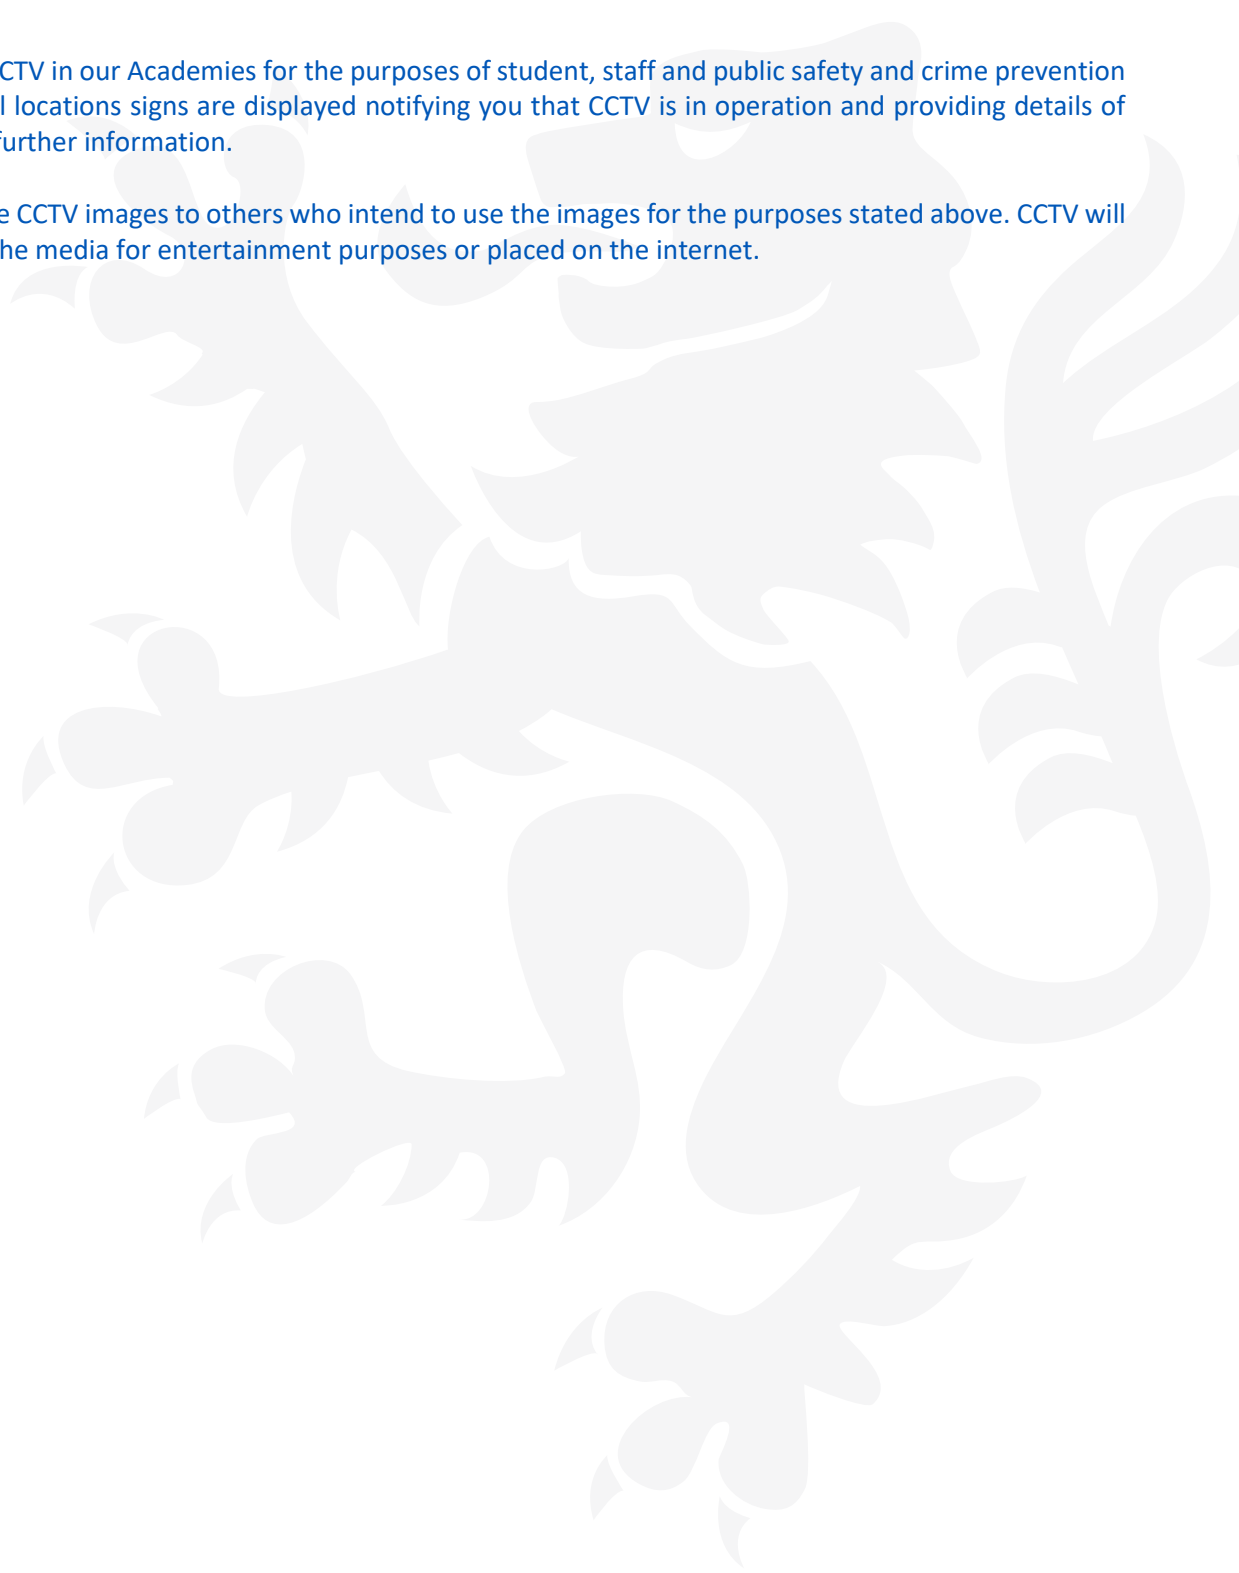 CTV in our Academies for the purposes of student, staff and public safety and crime prevention
l locations signs are displayed notifying you that CCTV is in operation and providing details of
further information.
e CCTV images to others who intend to use the images for the purposes stated above. CCTV will
he media for entertainment purposes or placed on the internet.